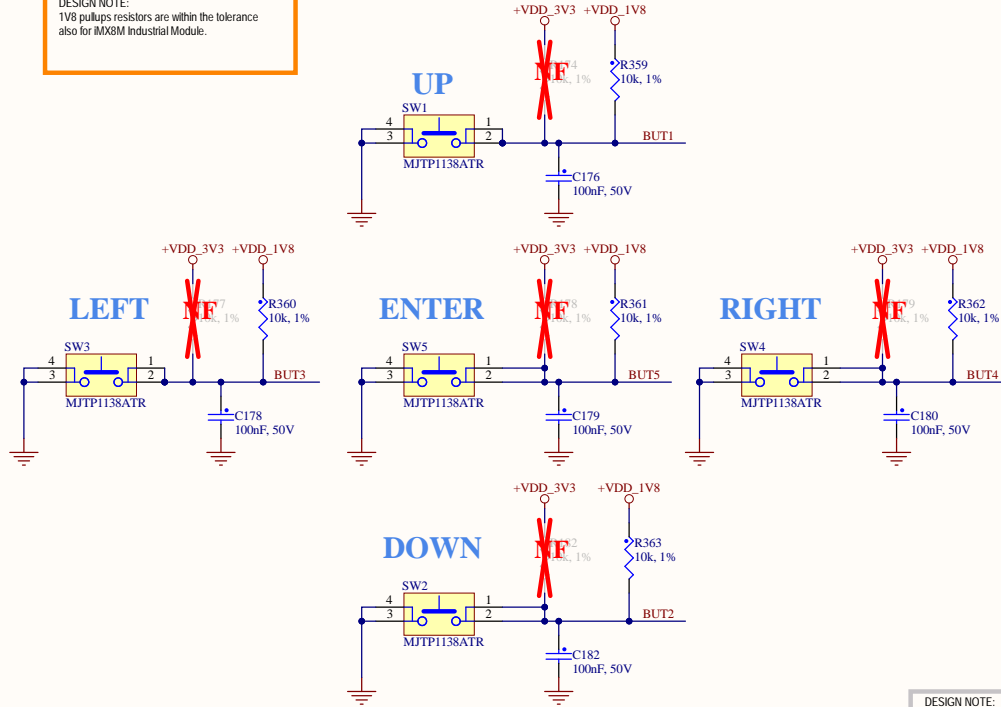 DESIGN NOTE:
1V8 pullups resistors are within the tolerance
also for iMX8M Industrial Module.
+VDD_3V3 +VDD_1V8
NF
1%
R359
10k, 1%
UP
SW1
4 1
3 2
BUT1
MJTP1138ATR
C176
100nF, 50V
+VDD_3V3 +VDD_1V8
LEFT
NF
1%
R360
10k, 1%
SW3
4 1
3 2
BUT3
MJTP1138ATR
C178
100nF, 50V
+VDD_3V3 +VDD_1V8
ENTER
NF
1%
R361
10k, 1%
SW5
4 1
3 2
BUT5
MJTP1138ATR
C179
100nF, 50V
+VDD_3V3 +VDD_1V8
RIGHT
NF
1%
R362
10k, 1%
SW4
4 1
3 2
BUT4
MJTP1138ATR
C180
100nF, 50V
+VDD_3V3 +VDD_1V8
DOWN
NF
1%
R363
10k, 1%
SW2
4 1
3 2
BUT2
MJTP1138ATR
C182
100nF, 50V
DESIGN NOTE: